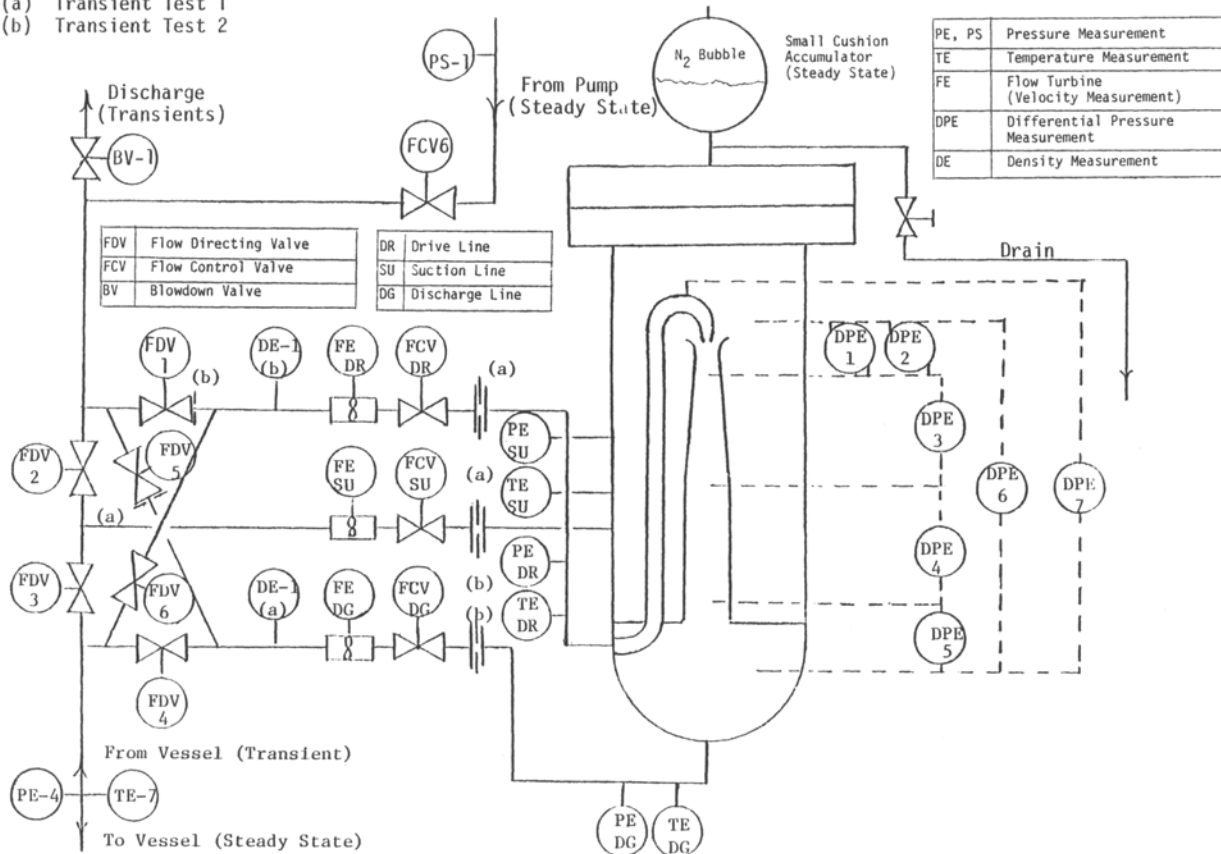 (a) Transient Test 1
(b) Transient Test 2
PS-1
From Pump
(Steady State)
N2 Bubble
Small Cushion
Accumulator
(Steady State)
PE, PS Pressure Measurement
TE Temperature Measurement
FE Flow Turbine
(Velocity Measurement)
DPE Differential Pressure
Measurement
DE Density Measurement
Discharge
(Transients)
BV-1
FCV6
FDV Flow Directing Valve
FCV Flow Control Valve
BV Blowdown Valve
DR Drive Line
SU Suction Line
DG Discharge Line
Drain
FDV
1
(b)
DE-1
(b)
FE
DR
FCV
DR
(a)
DPE
1
DPE
2
FDV
2
FDV
5
(a)
FE
SU
FCV
SU
(a)
PE
SU
TE
SU
DPE
3
DPE
6
DPE
7
FDV
3
FDV
6
DE-1
(a)
FE
DG
FCV
DG
(b)
(b)
PE
DR
TE
DR
DPE
4
DPE
5
FDV
4
From Vessel (Transient)
PE-4
TE-7
To Vessel (Steady State)
PE
DG
TE
DG